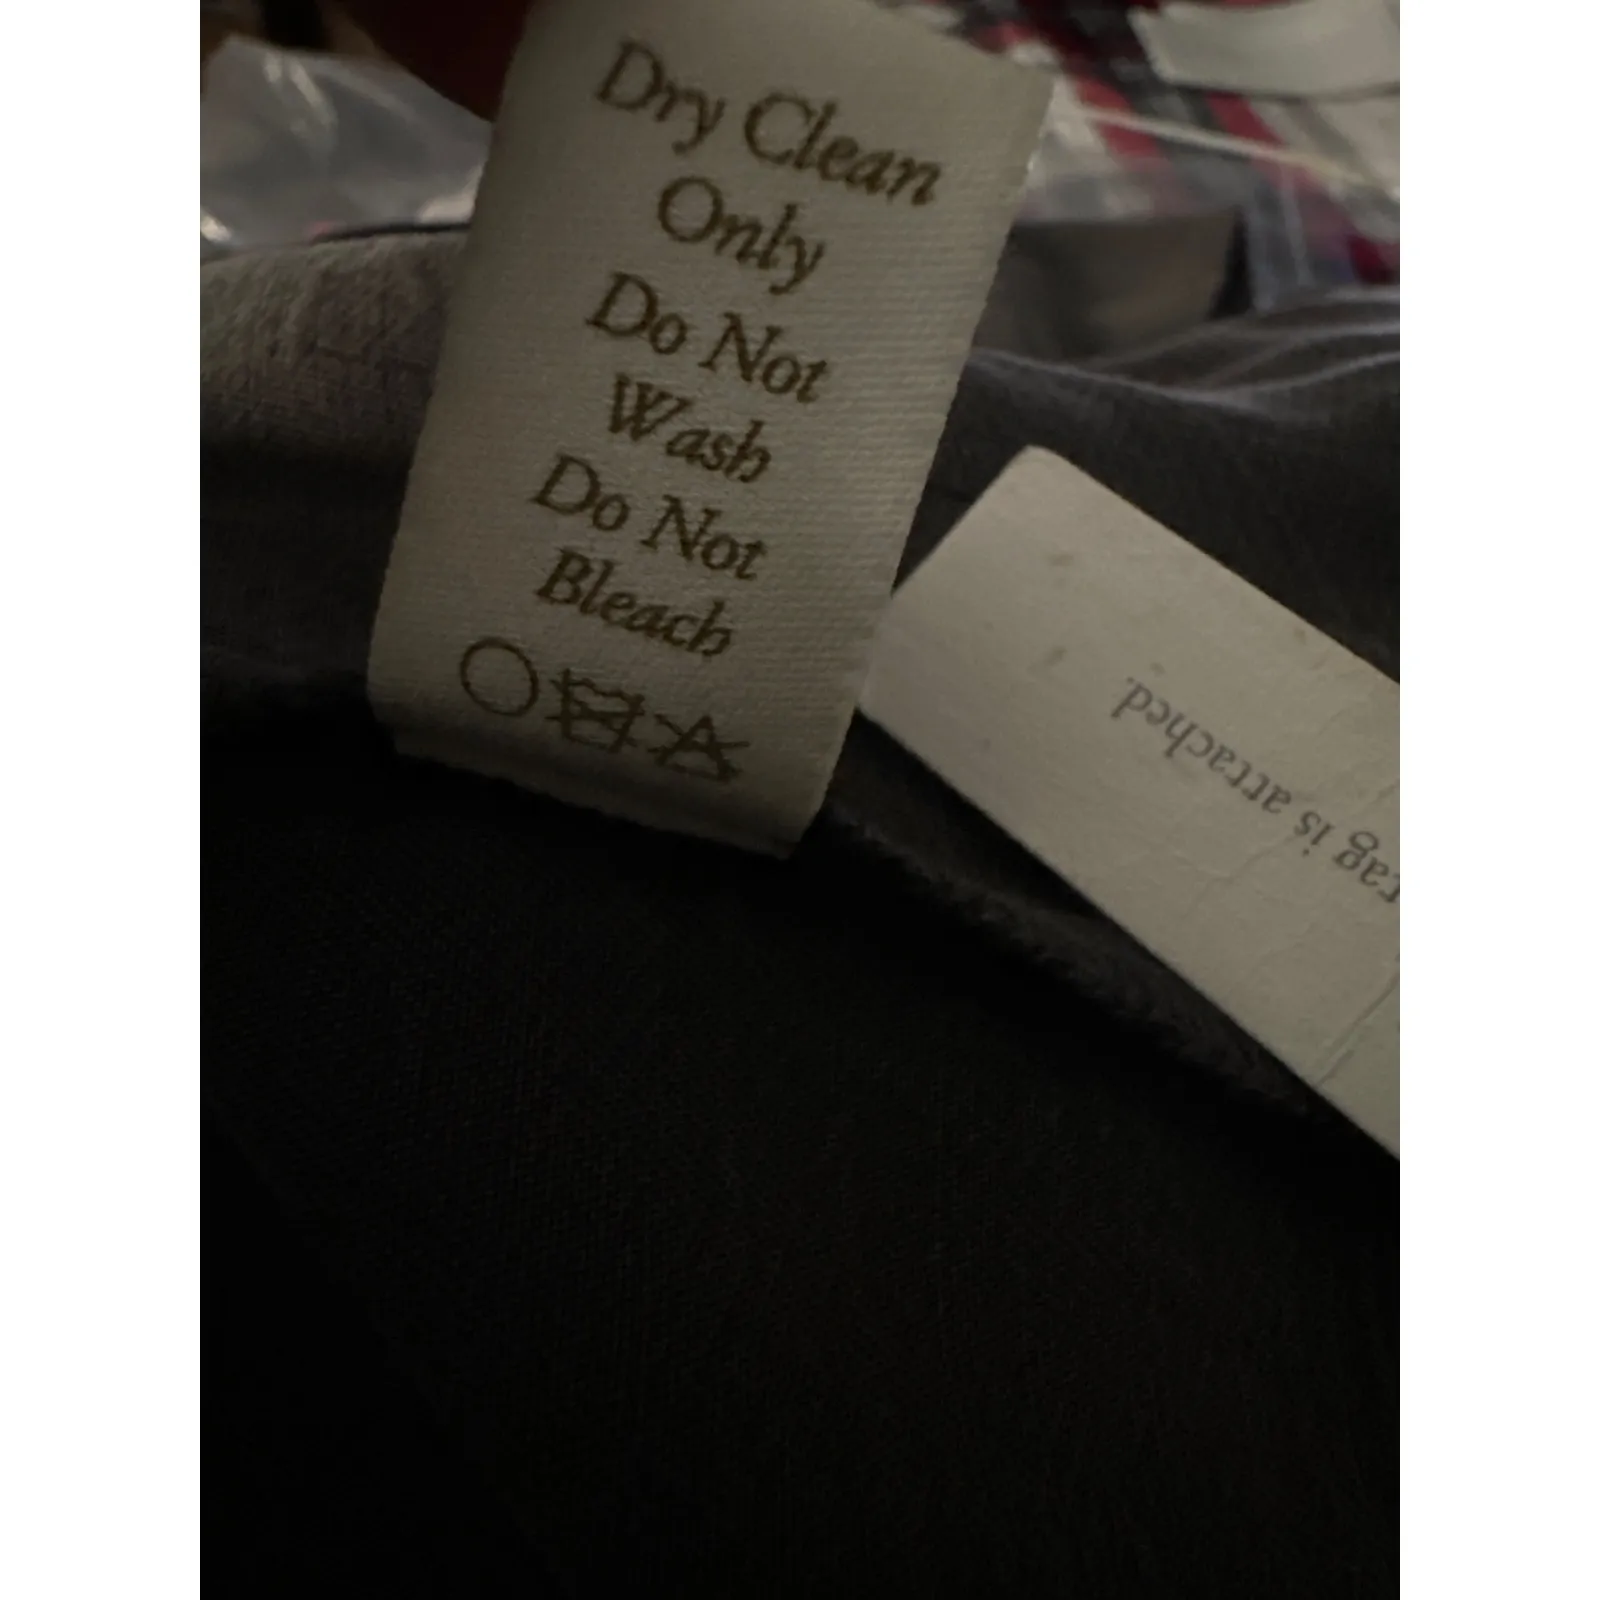 Dry Clean
Only
Do Not
Wash
Do Not
Bleach
tag is attached.